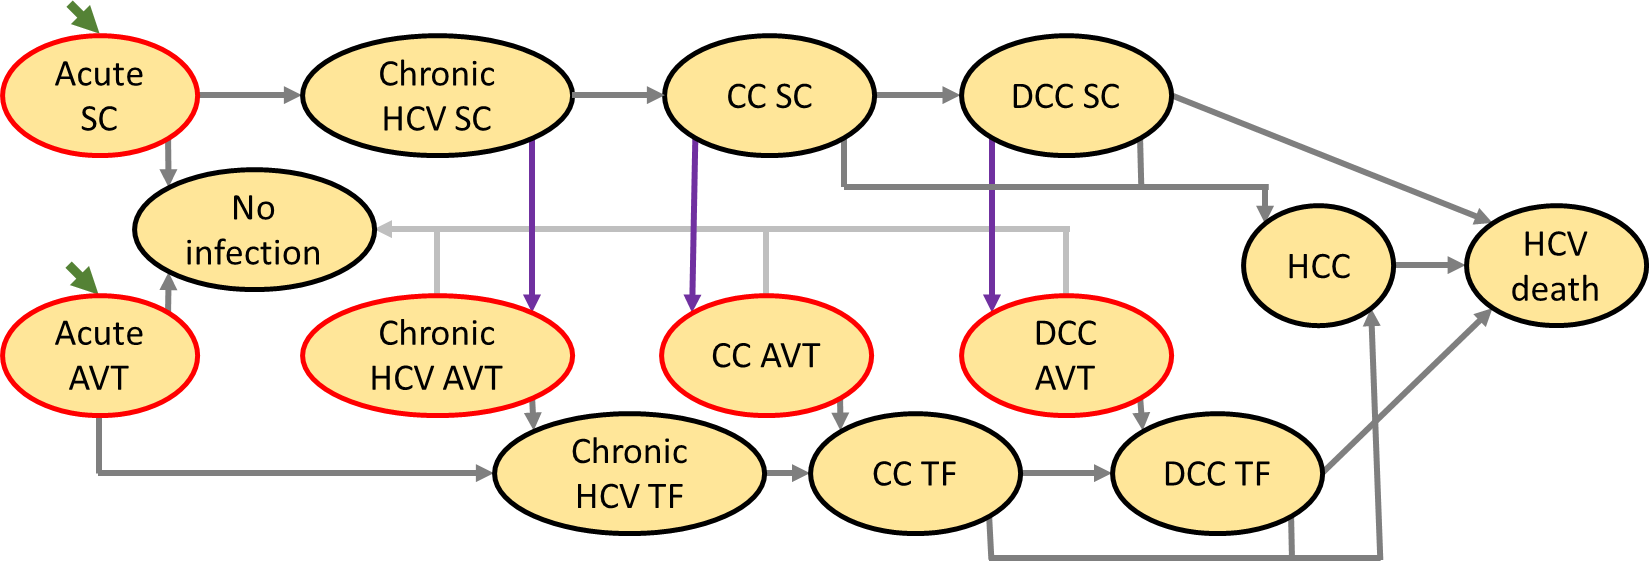 Acute
SC
Chronic
HCV SC
CC SC
DCC SC
No
infection
HCC
HCV
death
Acute
AVT
Chronic
HCV AVT
CC AVT
DCC
AVT
Chronic
HCV TF
CC TF
DCC TF